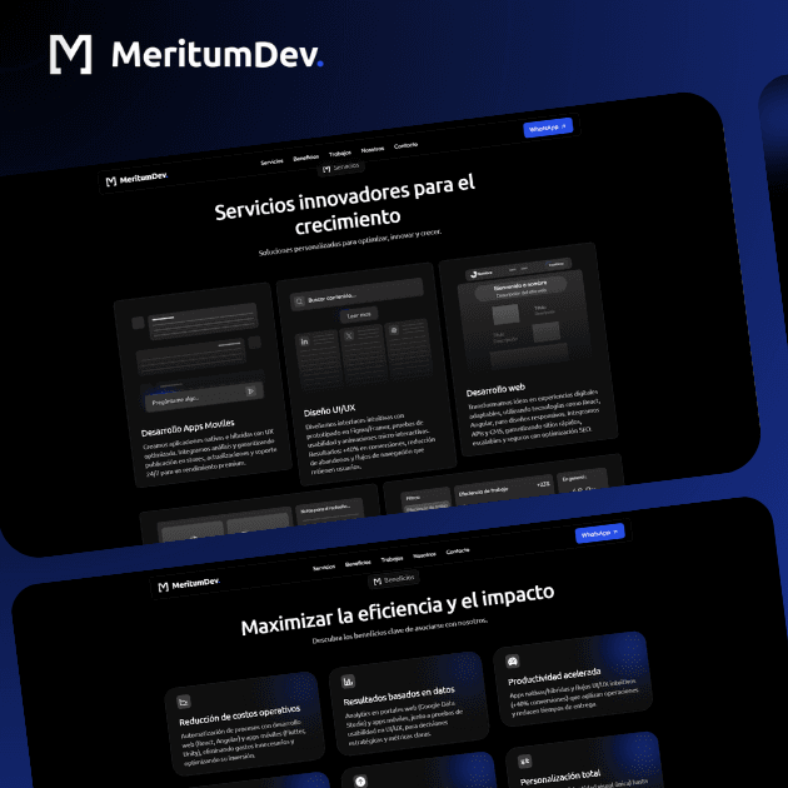 MeritumDev.
MeritumDev.
Servicios Beneficios Trabajos Nosotros Contacto
WhatsApp
Servicios
Servicios innovadores para el
crecimiento
Soluciones personalizadas para optimizar, innovar y crecer.
Pregúntame algo...
Desarrollo Apps Moviles
Creamos aplicaciones nativas e híbridas con UX
optimizada. Integramos análisis y garantizando
publicación en stores, actualizaciones y soporte
24/7 para un rendimiento premium.
Buscar contenido...
Leer mas
Diseño UI/UX
Diseñamos interfaces intuitivas con
prototipado en Figma/Framer, pruebas de
usabilidad y animaciones micro interactivas.
Resultados: +40% en conversiones, reducción
de abandonos y flujos de navegación que
retienen usuarios.
Bienvenido a nombre
Desarrollo web
Transformamos ideas en experiencias digitales
adaptables, utilizando tecnologías como React,
Angular, para diseños responsivos. Integramos
APIs y CMS, garantizando sitios rápidos,
escalables y seguros con optimización SEO.
Eficiencia de trabajo
En general..
MeritumDev.
Servicios Beneficios Trabajos Nosotros Contacto
WhatsApp
Beneficios
Maximizar la eficiencia y el impacto
Descubra los beneficios clave de asociarse con nosotros.
Reducción de costos operativos
Automatización de procesos con desarrollo
web (React, Angular) y apps móviles (Flutter,
Unity), eliminando gastos innecesarios y
optimizando tu inversión.
Resultados basados en datos
Analytics en portales web (Google Data
Studio) y apps móviles, junto a pruebas de
usabilidad en UI/UX, para decisiones
estratégicas y métricas claras.
Productividad acelerada
Apps nativas/híbridas y flujos UI/UX intuitivos
(+40% conversiones) que agilizan operaciones
y reducen tiempos de entrega.
Personalización total